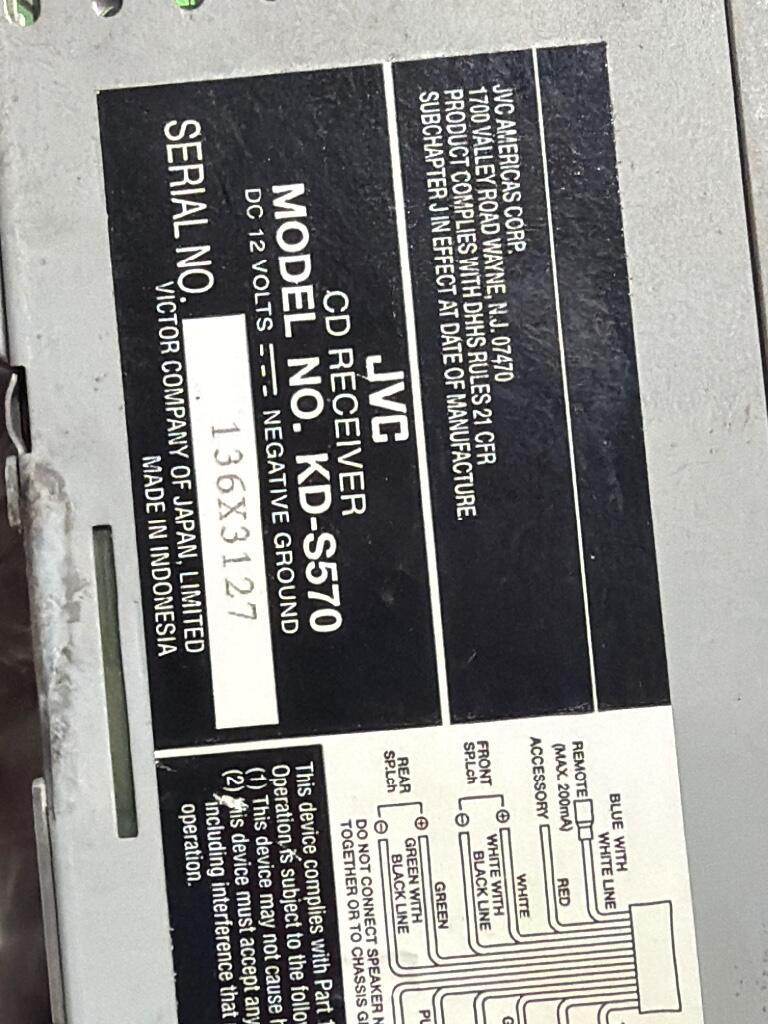 JVC AMERICAS CORP.
1700 VALLEY ROAD WAYNE, N.J. 07470
PRODUCT COMPLIES WITH DHHS RULES 21 CFR
SUBCHAPTER J IN EFFECT AT DATE OF MANUFACTURE.
JVC
CD RECEIVER
MODEL NO. KD-S570
DC 12 VOLTS NEGATIVE GROUND
SERIAL NO. 136X3127
VICTOR COMPANY OF JAPAN, LIMITED
MADE IN INDONESIA
BLUE WITH
WHITE LINE
REMOTE
(MAX. 200mA)
RED
ACCESSORY
WHITE
FRONT
SP.Lch
⊕
⊖
WHITE WITH
BLACK LINE
GREEN
REAR
SP.Lch
⊕
⊖
GREEN WITH
BLACK LINE
DO NOT CONNECT SPEAKER
TOGETHER OR TO CHASSIS
This device complies with Part
Operation is subject to the
(1) This device may not cause
(2) this device must accept any
including interference that
operation.